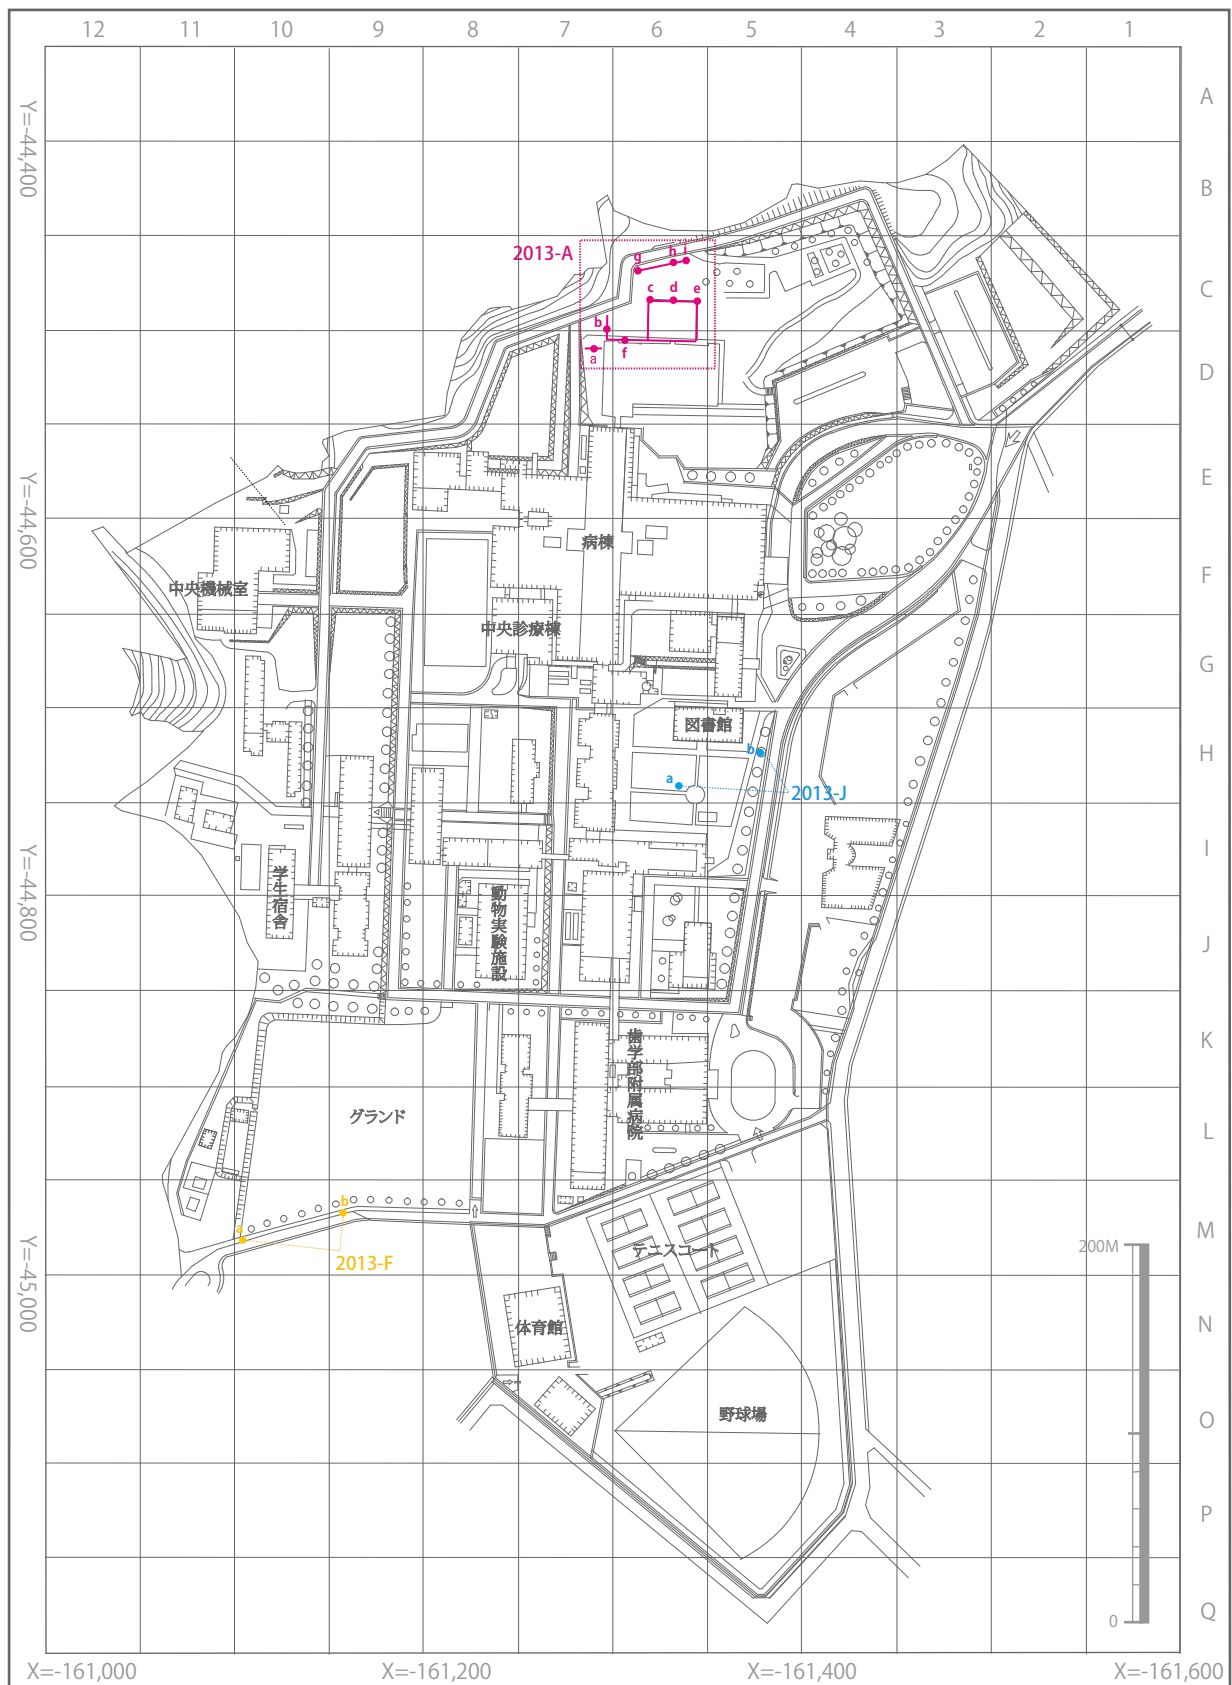 12 11 10 9 8 7 6 5 4 3 2 1
A
Y=-44,400
B
2013-A
g h i
C
c d e
b
f
a
D
E
Y=-44,600
病棟
F
中央機械室
中央診療棟
G
図書館
b
H
a
2013-J
I
学生宿舎
動物実験施設
Y=-44,800
J
歯学部附属病院
K
グランド
L
b
a
M
テニスコート
2013-F
200M
Y=-45,000
体育館
N
野球場
O
P
0
Q
X=-161,000 X=-161,200 X=-161,400 X=-161,600